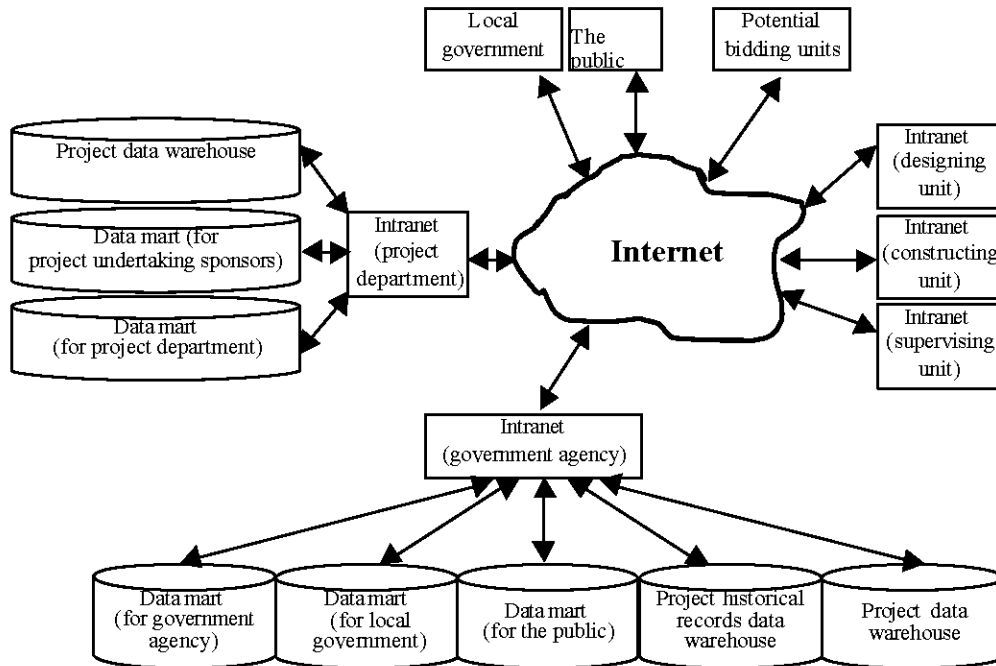 Local
government
The
public
Potential
bidding units
Project data warehouse
Data mart (for
project undertaking sponsors)
Data mart
(for project department)
Intranet
(project
department)
Internet
Intranet
(designing
unit)
Intranet
(constructing
unit)
Intranet
(supervising
unit)
Intranet
(government agency)
Data mart
(for government
agency)
Data mart
(for local
government)
Data mart
(for the public)
Project historical
records data
warehouse
Project data
warehouse